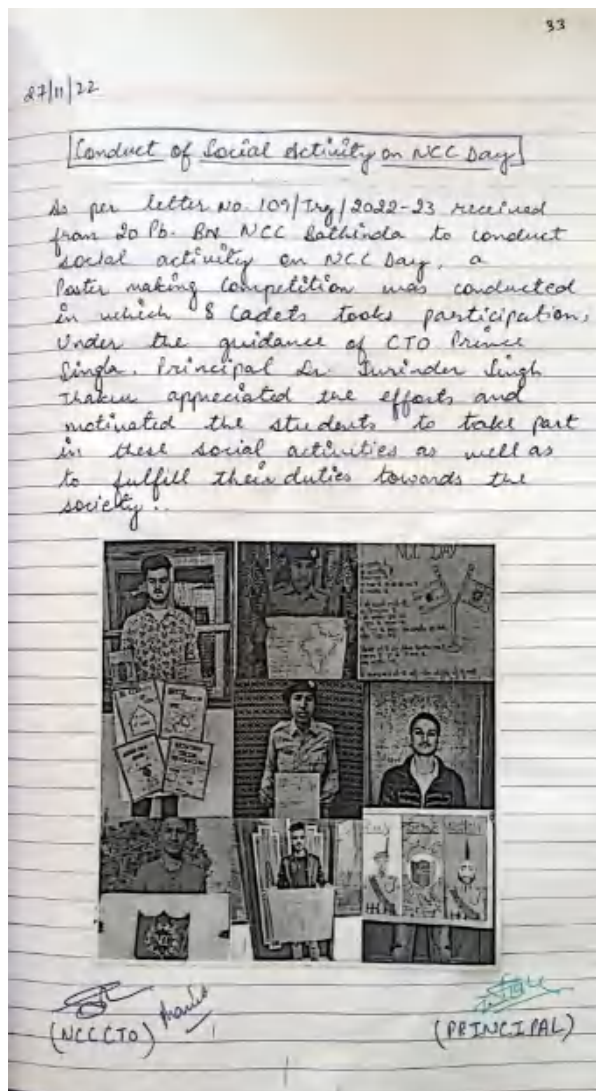 33
27/11/22
Conduct of Social Activity on NCC Day
As per letter No. 109/Trg/2022-23 received
from 20 Pb. Bn NCC Bathinda to conduct
social activity on NCC Day, a
Poster making Competition was conducted
in which 8 Cadets tooks participation,
Under the guidance of CTO Prince
Singla. Principal Dr. Surinder Singh
Thakur appreciated the efforts and
motivated the students to take part
in these social activities as well as
to fulfill their duties towards the
society..
NCC DAY
(NCCCTO)
(PRINCIPAL)